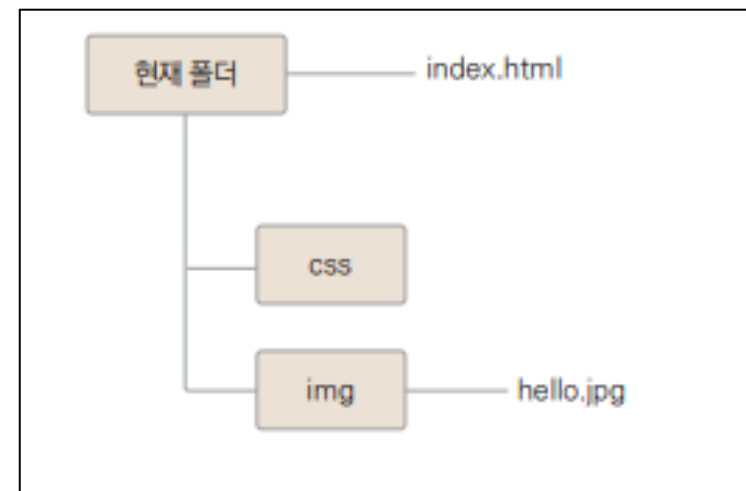 현재 폴더
index.html
css
img
hello.jpg